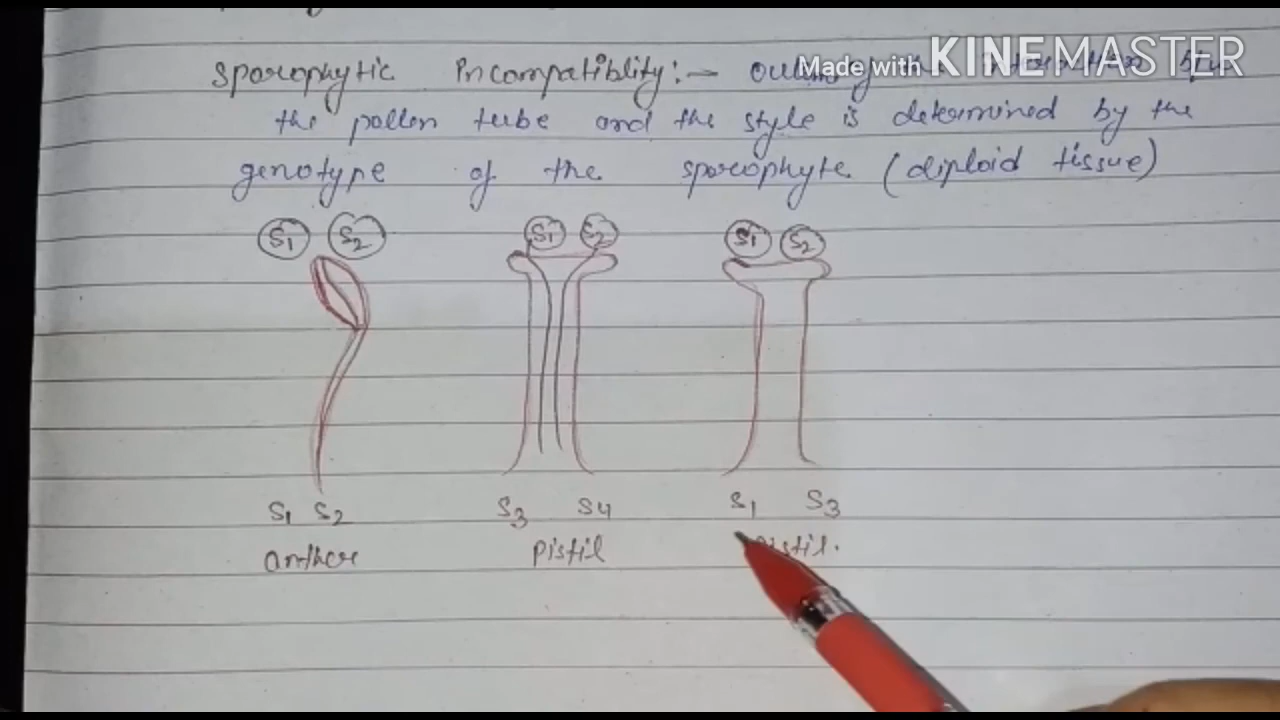 Made with KINEMASTER
Sporophytic Incompatiblity:-
the pollen tube and the style is determined by the
genotype of the sporophyte (diploid tissue)
S1 S2 S1 S2 S1 S2
S1 S2 S3 S4 S1 S3
anther Pistil Pistil.